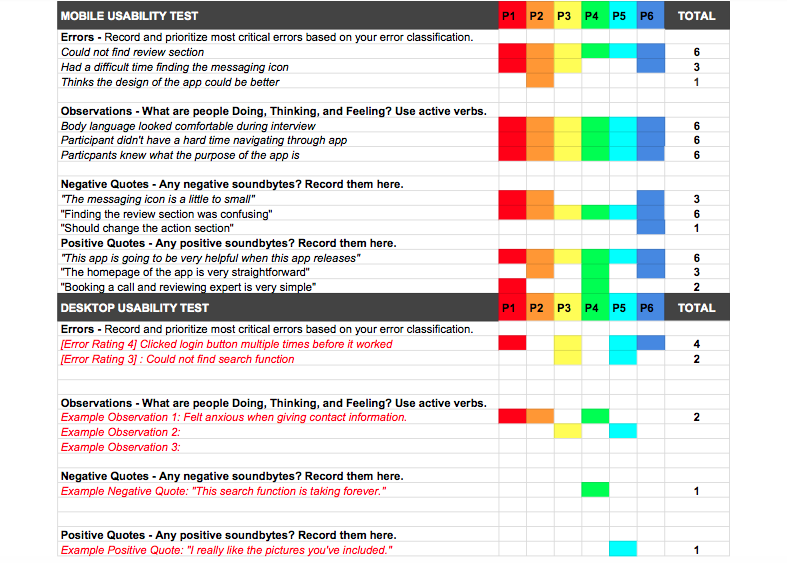 MOBILE USABILITY TEST P1 P2 P3 P4 P5 P6 TOTAL
Errors - Record and prioritize most critical errors based on your error classification.
Could not find review section 6
Had a difficult time finding the messaging icon 3
Thinks the design of the app could be better 1
Observations - What are people Doing, Thinking, and Feeling? Use active verbs.
Body language looked comfortable during interview 6
Participant didn't have a hard time navigating through app 6
Particpants knew what the purpose of the app is 6
Negative Quotes - Any negative soundbytes? Record them here.
"The messaging icon is a little to small" 3
"Finding the review section was confusing" 6
"Should change the action section" 1
Positive Quotes - Any positive soundbytes? Record them here.
"This app is going to be very helpful when this app releases" 6
"The homepage of the app is very straightforward" 3
"Booking a call and reviewing expert is very simple" 2
DESKTOP USABILITY TEST P1 P2 P3 P4 P5 P6 TOTAL
Errors - Record and prioritize most critical errors based on your error classification.
[Error Rating 4] Clicked login button multiple times before it worked 4
[Error Rating 3] : Could not find search function 2
Observations - What are people Doing, Thinking, and Feeling? Use active verbs.
Example Observation 1: Felt anxious when giving contact information. 2
Example Observation 2:
Example Observation 3:
Negative Quotes - Any negative soundbytes? Record them here.
Example Negative Quote: "This search function is taking forever." 1
Positive Quotes - Any positive soundbytes? Record them here.
Example Positive Quote: "I really like the pictures you've included." 1